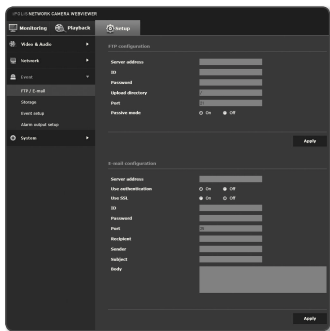 iPOLiS NETWORK CAMERA WEBVIEWER
Monitoring
Playback
Setup
Video & Audio
Network
Event
FTP / E-mail
Storage
Event setup
Alarm output setup
System
FTP configuration
Server address
ID
Password
Upload directory
Port
Passive mode On Off
Apply
E-mail configuration
Server address
Use authentication On Off
Use SSL On Off
ID
Password
Port
Recipient
Sender
Subject
Body
Apply